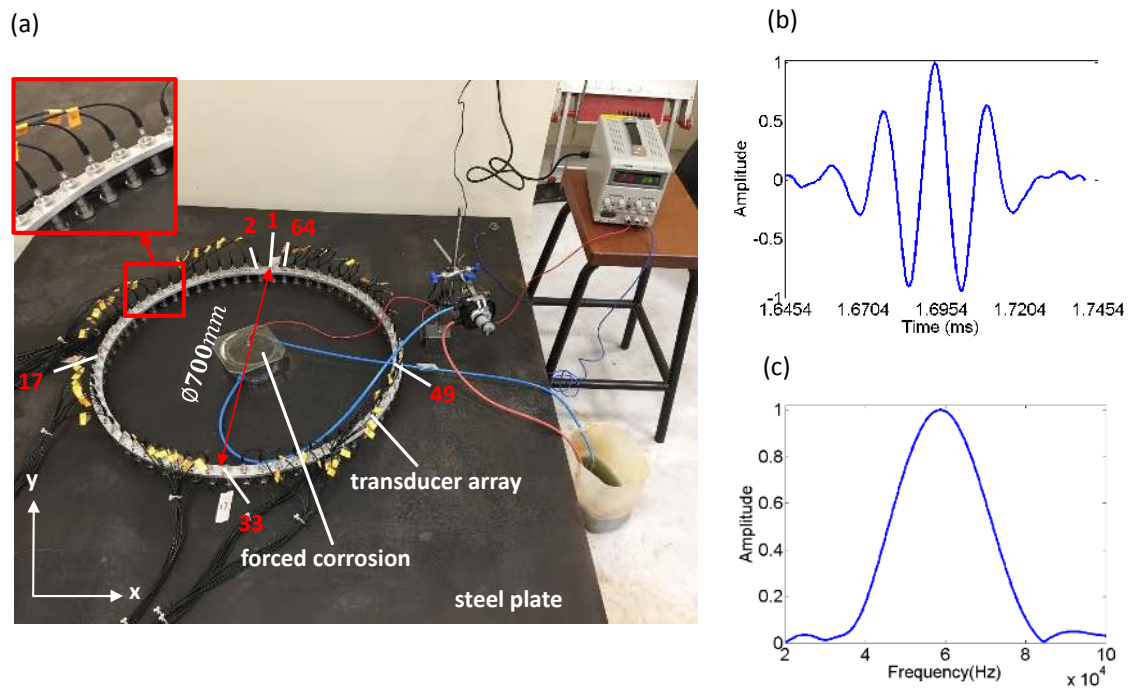 (a)
2 1 64
Ø700mm
17
49
transducer array
33
forced corrosion
steel plate
y
x
(b)
Amplitude
1
0.5
0
-0.5
-1
1.6454 1.6704 1.6954 1.7204 1.7454
Time (ms)
(c)
Amplitude
1
0.8
0.6
0.4
0.2
0
2 4 6 8 10
Frequency(Hz)
x 10⁴